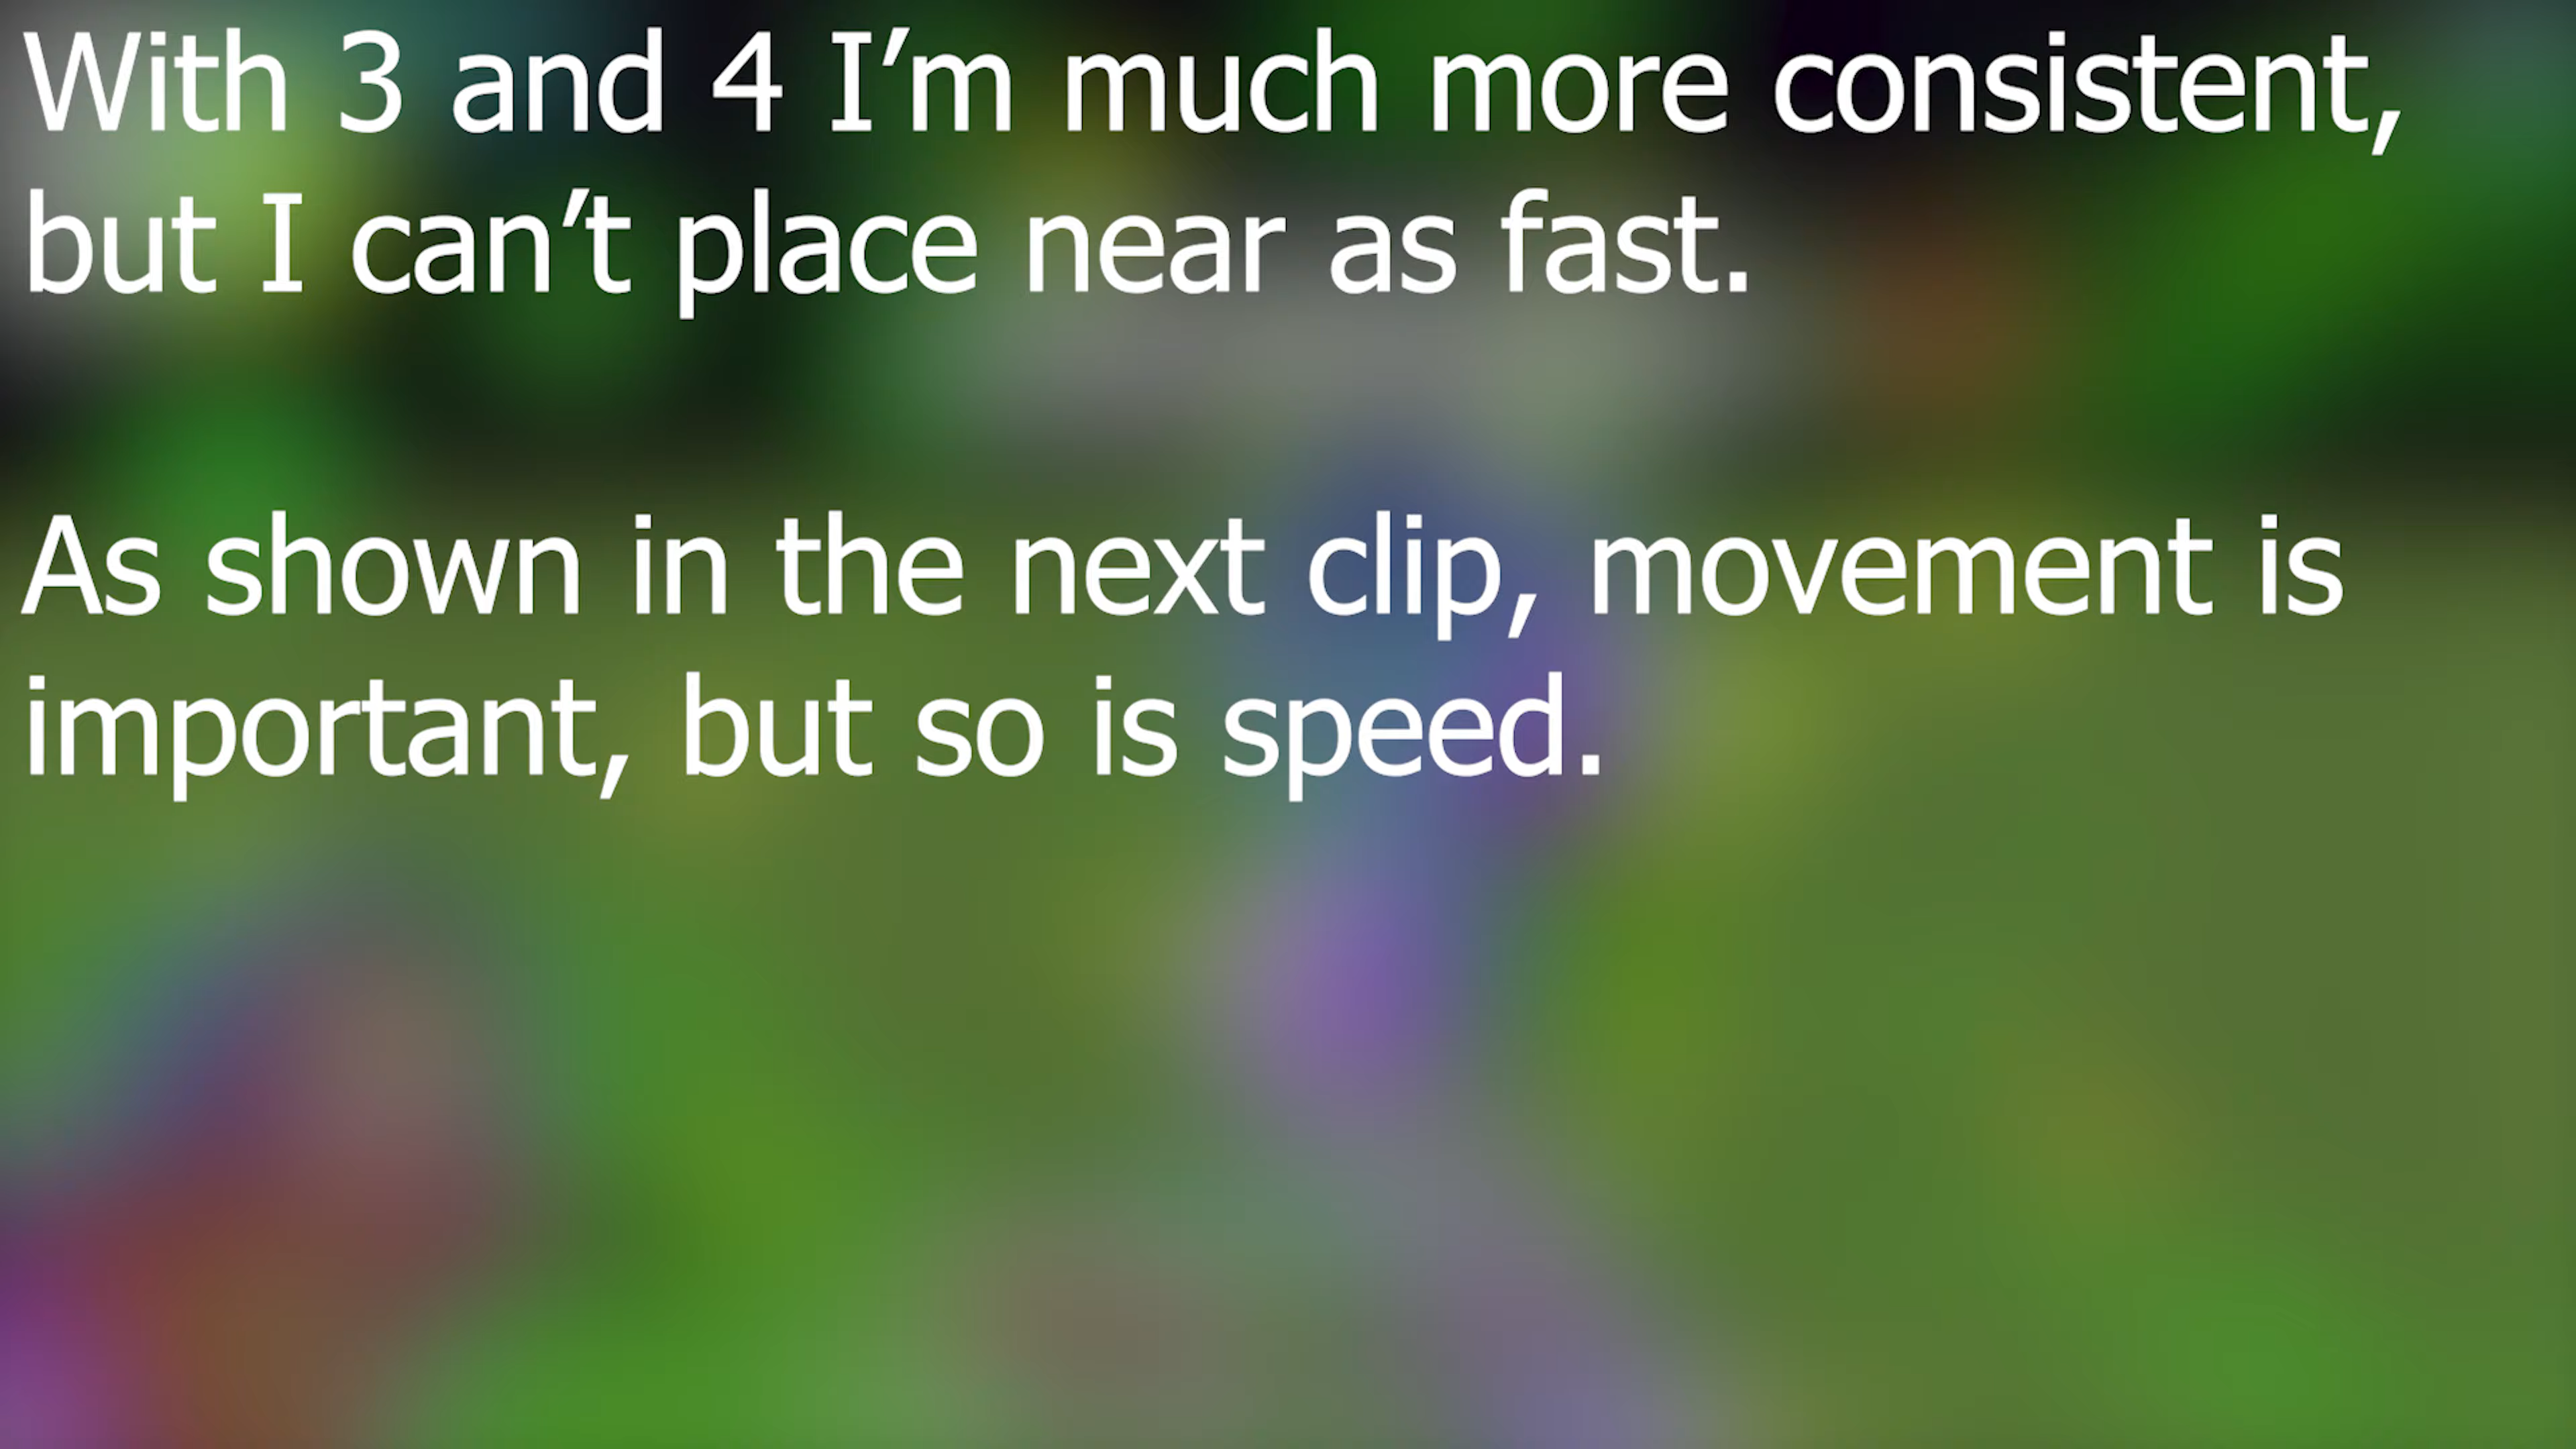 With 3 and 4 I’m much more consistent,
but I can’t place near as fast.
As shown in the next clip, movement is
important, but so is speed.